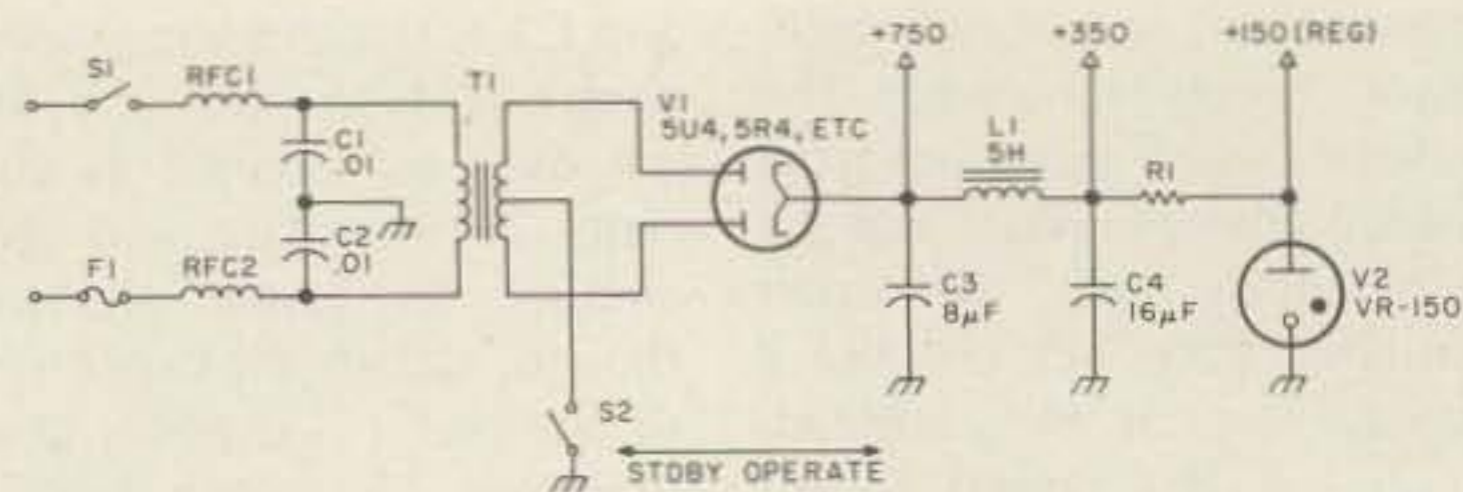 +750
+350
+150 (REG)
S1
RFC1
T1
V1
5U4, 5R4, ETC
L1
5H
R1
C1
.01
C2
.01
F1
RFC2
C3
8µF
C4
16µF
V2
VR-150
S2
STDBY OPERATE